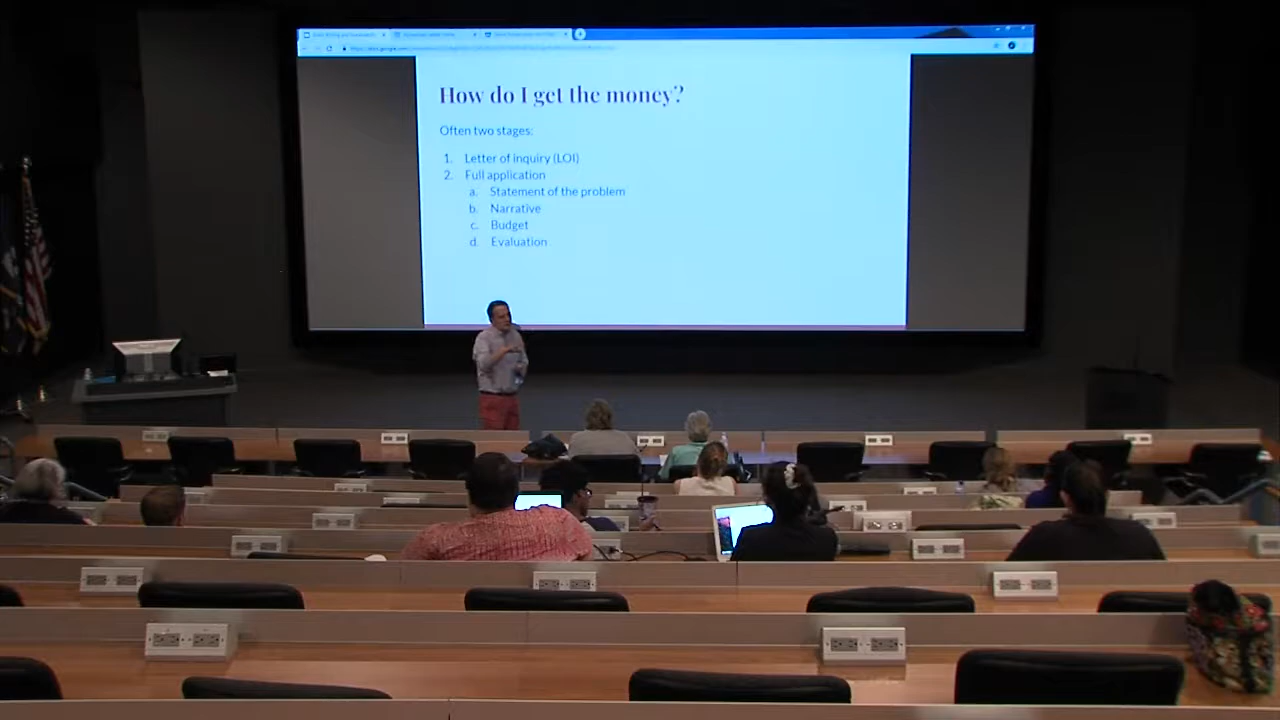 How do I get the money?
Often two stages:
1. Letter of inquiry (LOI)
2. Full application
a. Statement of the problem
b. Narrative
c. Budget
d. Evaluation